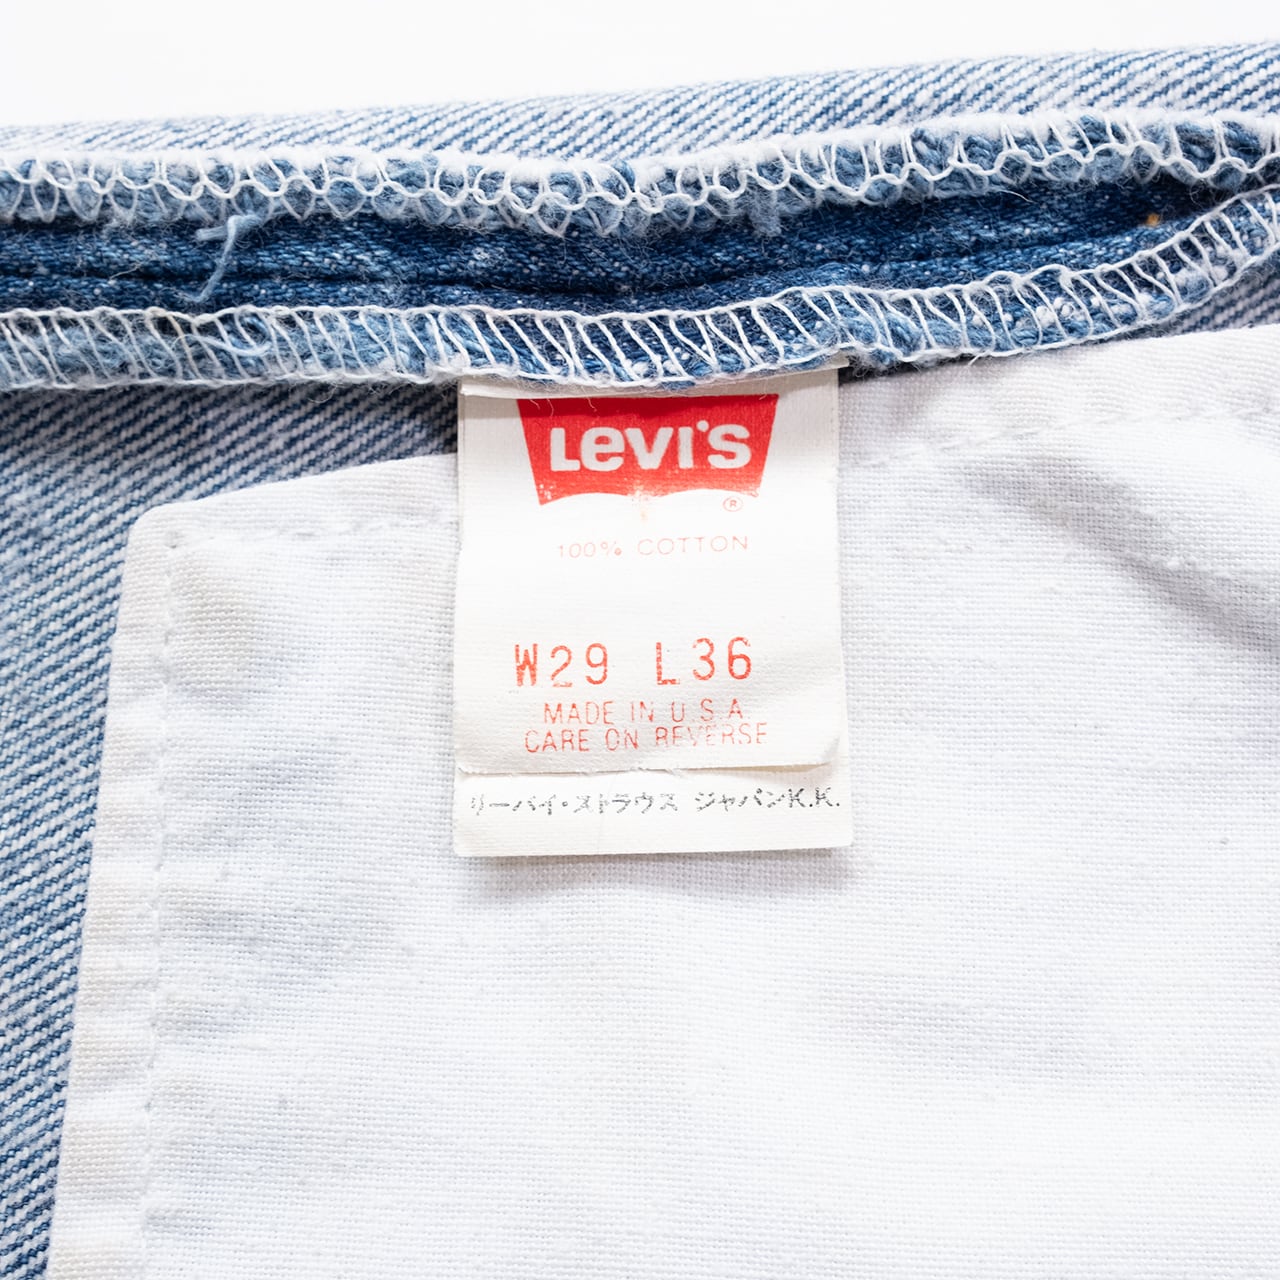 LEVI'S
®
100% COTTON
W29 L36
MADE IN U.S.A.
CARE ON REVERSE
リーバイ・ストラウス ジャパンK.K.